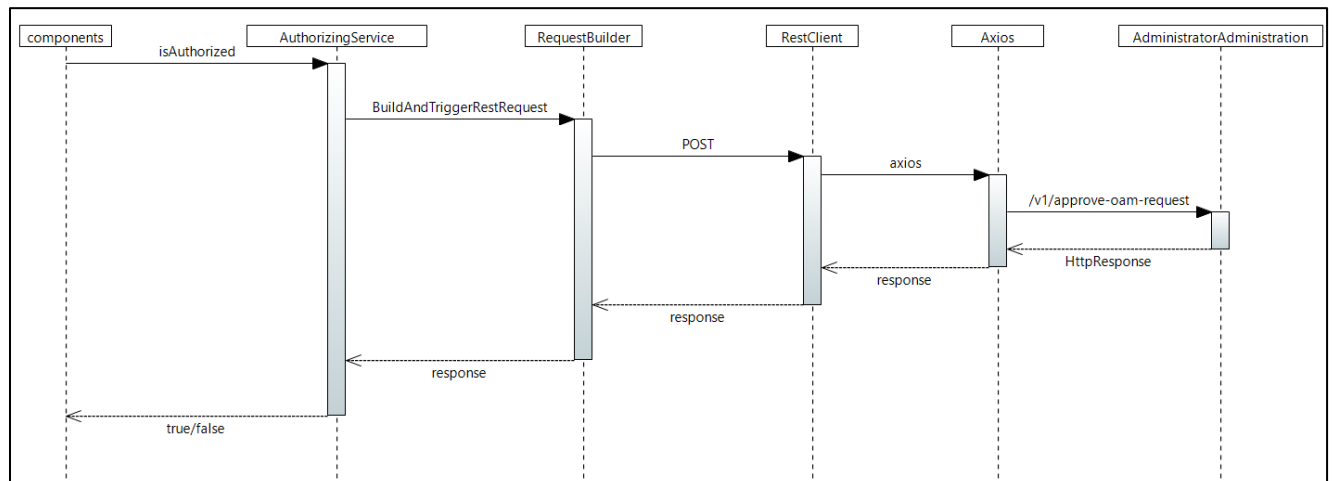 components
AuthorizingService
RequestBuilder
RestClient
Axios
AdministratorAdministration
isAuthorized
BuildAndTriggerRestRequest
POST
axios
/v1/approve-oam-request
HttpResponse
response
response
response
true/false